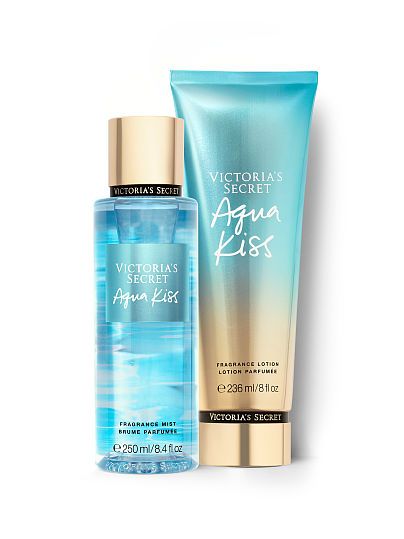 VICTORIA'S SECRET
VICTORIA'S
SECRET
Aqua Kiss
FRAGRANCE MIST
BRUME PARFUMÉE
℮ 250 ml/8.4 fl oz
VICTORIA'S
SECRET
Aqua
Kiss
FRAGRANCE LOTION
LOTION PARFUMÉE
℮ 236 ml/8 fl oz
VICTORIA'S SECRET